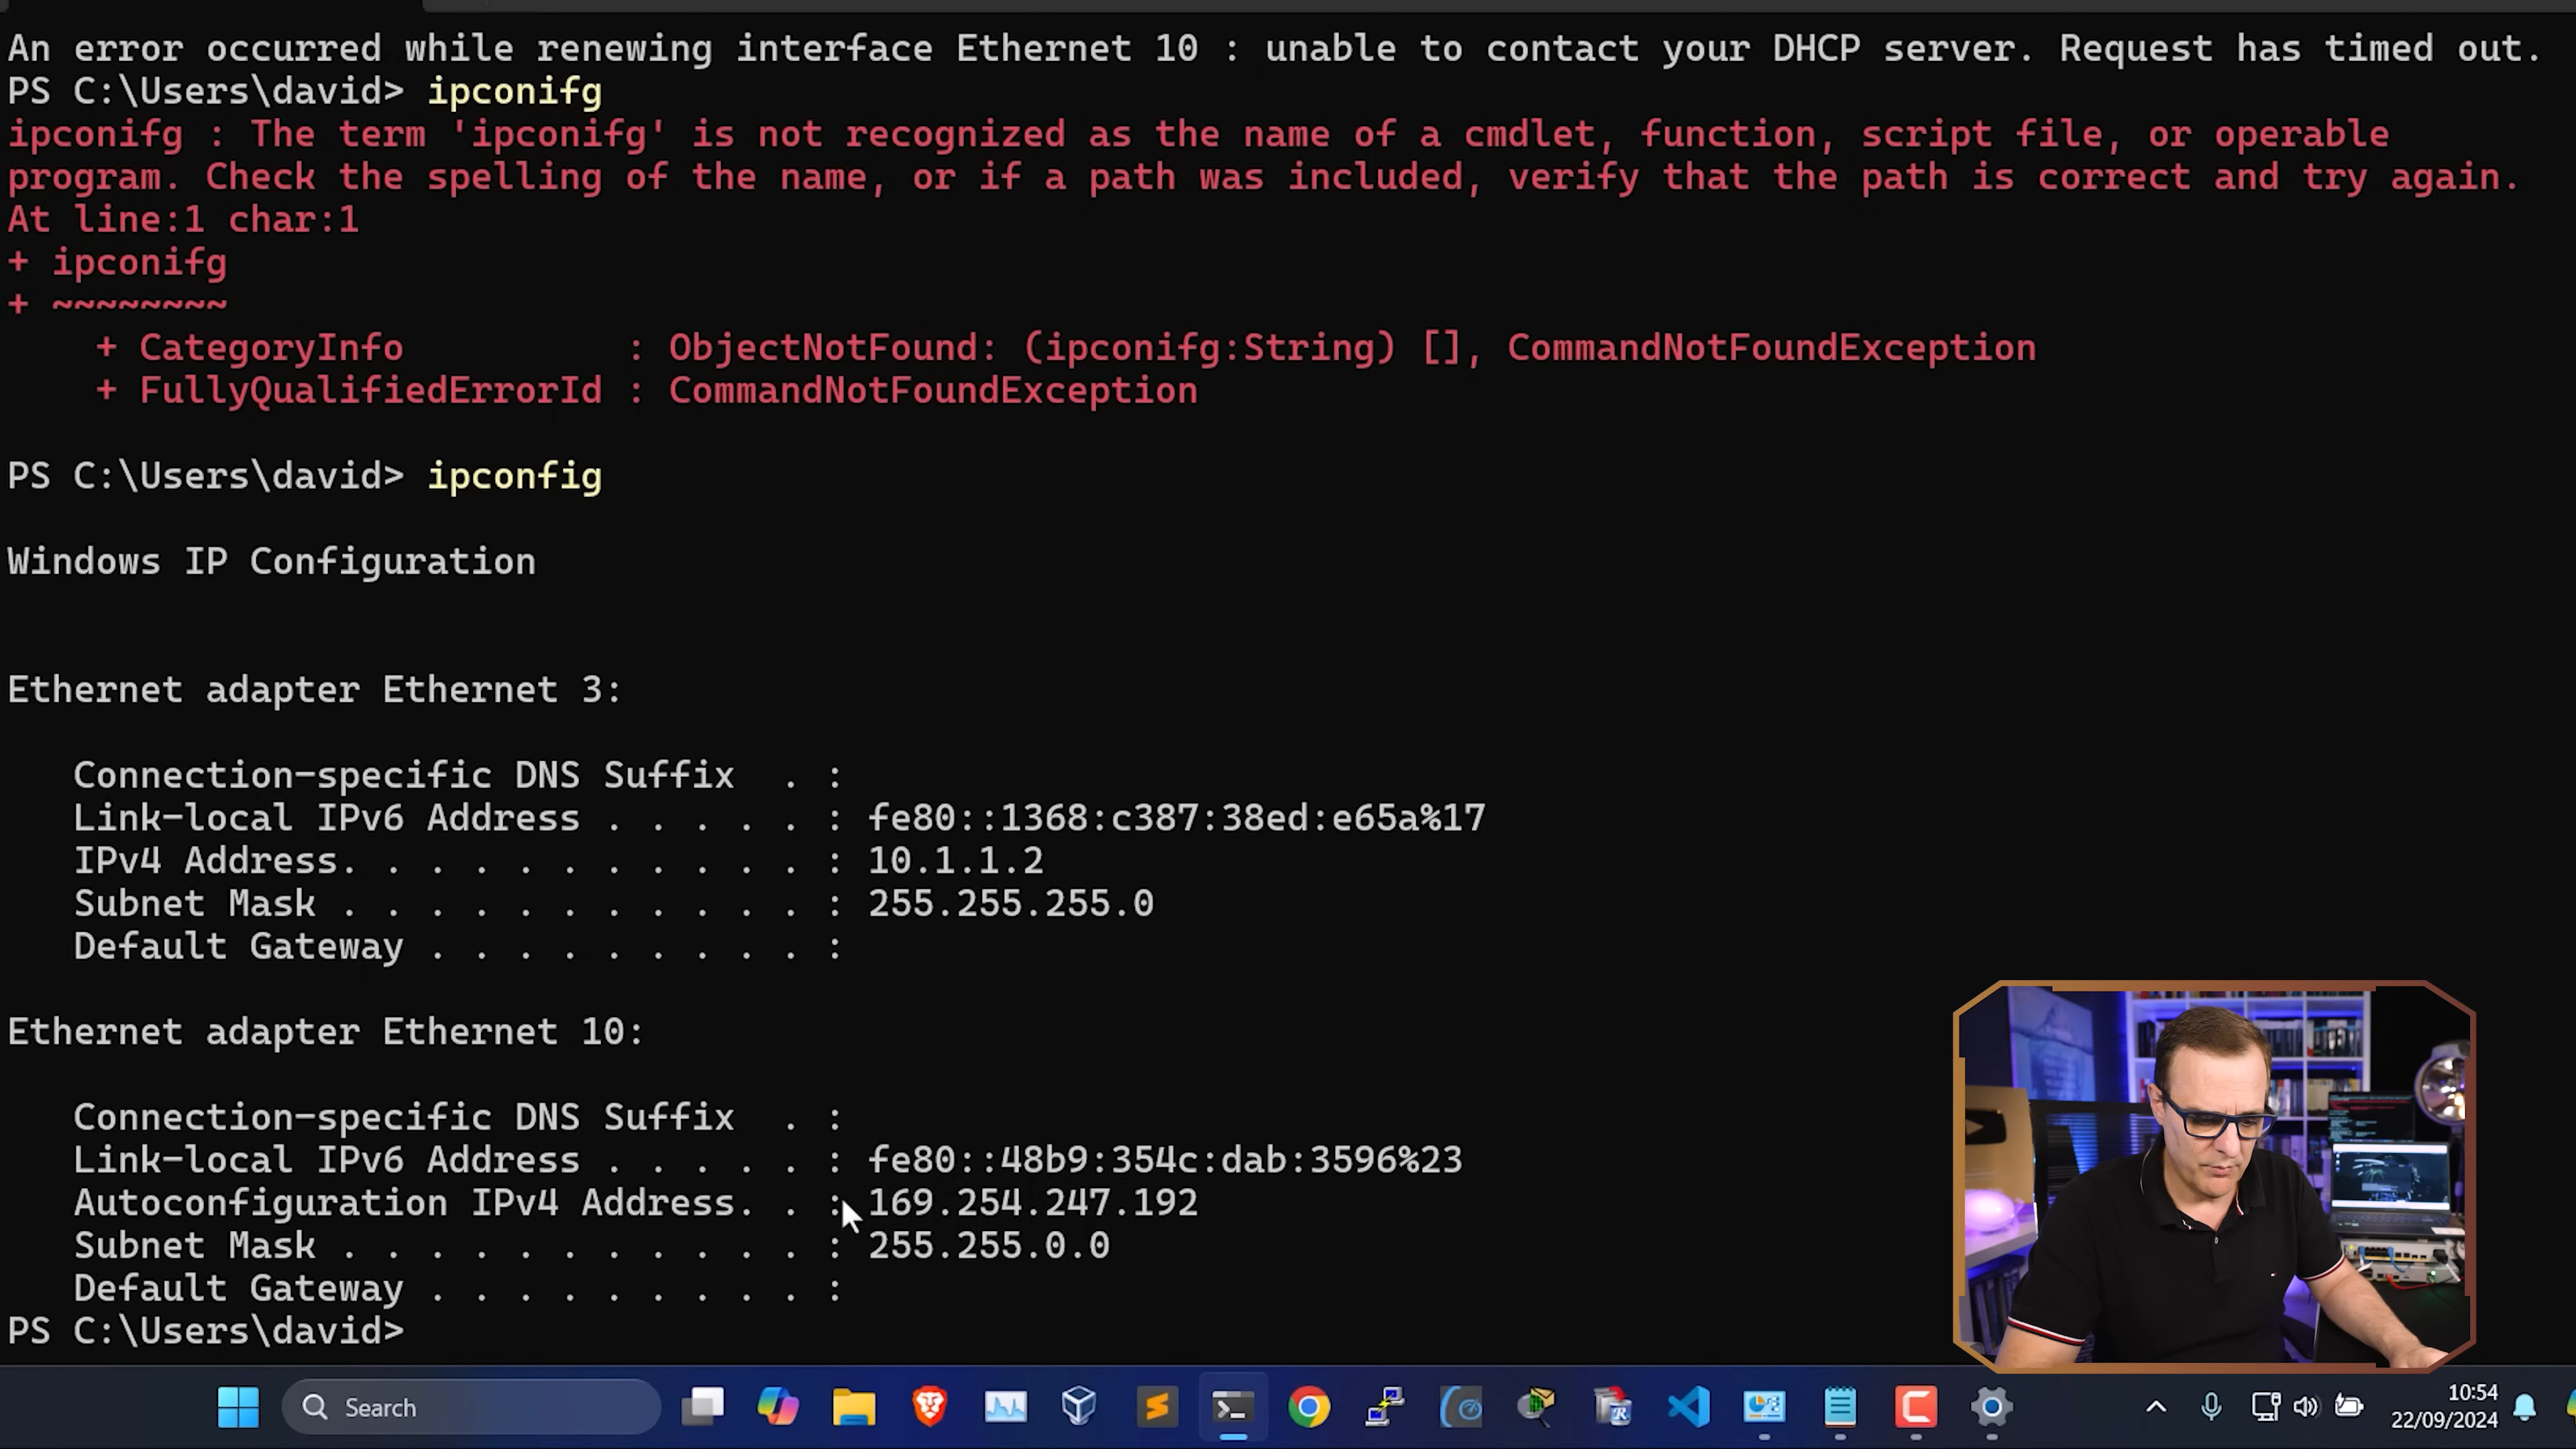 An error occurred while renewing interface Ethernet 10 : unable to contact your DHCP server. Request has timed out.
PS C:\Users\david> ipconifg
ipconifg : The term 'ipconifg' is not recognized as the name of a cmdlet, function, script file, or operable
program. Check the spelling of the name, or if a path was included, verify that the path is correct and try again.
At line:1 char:1
+ ipconifg
+ ~~~~~~~~
    + CategoryInfo          : ObjectNotFound: (ipconifg:String) [], CommandNotFoundException
    + FullyQualifiedErrorId : CommandNotFoundException
PS C:\Users\david> ipconfig
Windows IP Configuration
Ethernet adapter Ethernet 3:
   Connection-specific DNS Suffix  . :
   Link-local IPv6 Address . . . . . : fe80::1368:c387:38ed:e65a%17
   IPv4 Address. . . . . . . . . . . : 10.1.1.2
   Subnet Mask . . . . . . . . . . . : 255.255.255.0
   Default Gateway . . . . . . . . . :
Ethernet adapter Ethernet 10:
   Connection-specific DNS Suffix  . :
   Link-local IPv6 Address . . . . . : fe80::48b9:354c:dab:3596%23
   Autoconfiguration IPv4 Address. . : 169.254.247.192
   Subnet Mask . . . . . . . . . . . : 255.255.0.0
   Default Gateway . . . . . . . . . :
PS C:\Users\david>
Search
10:54
22/09/2024